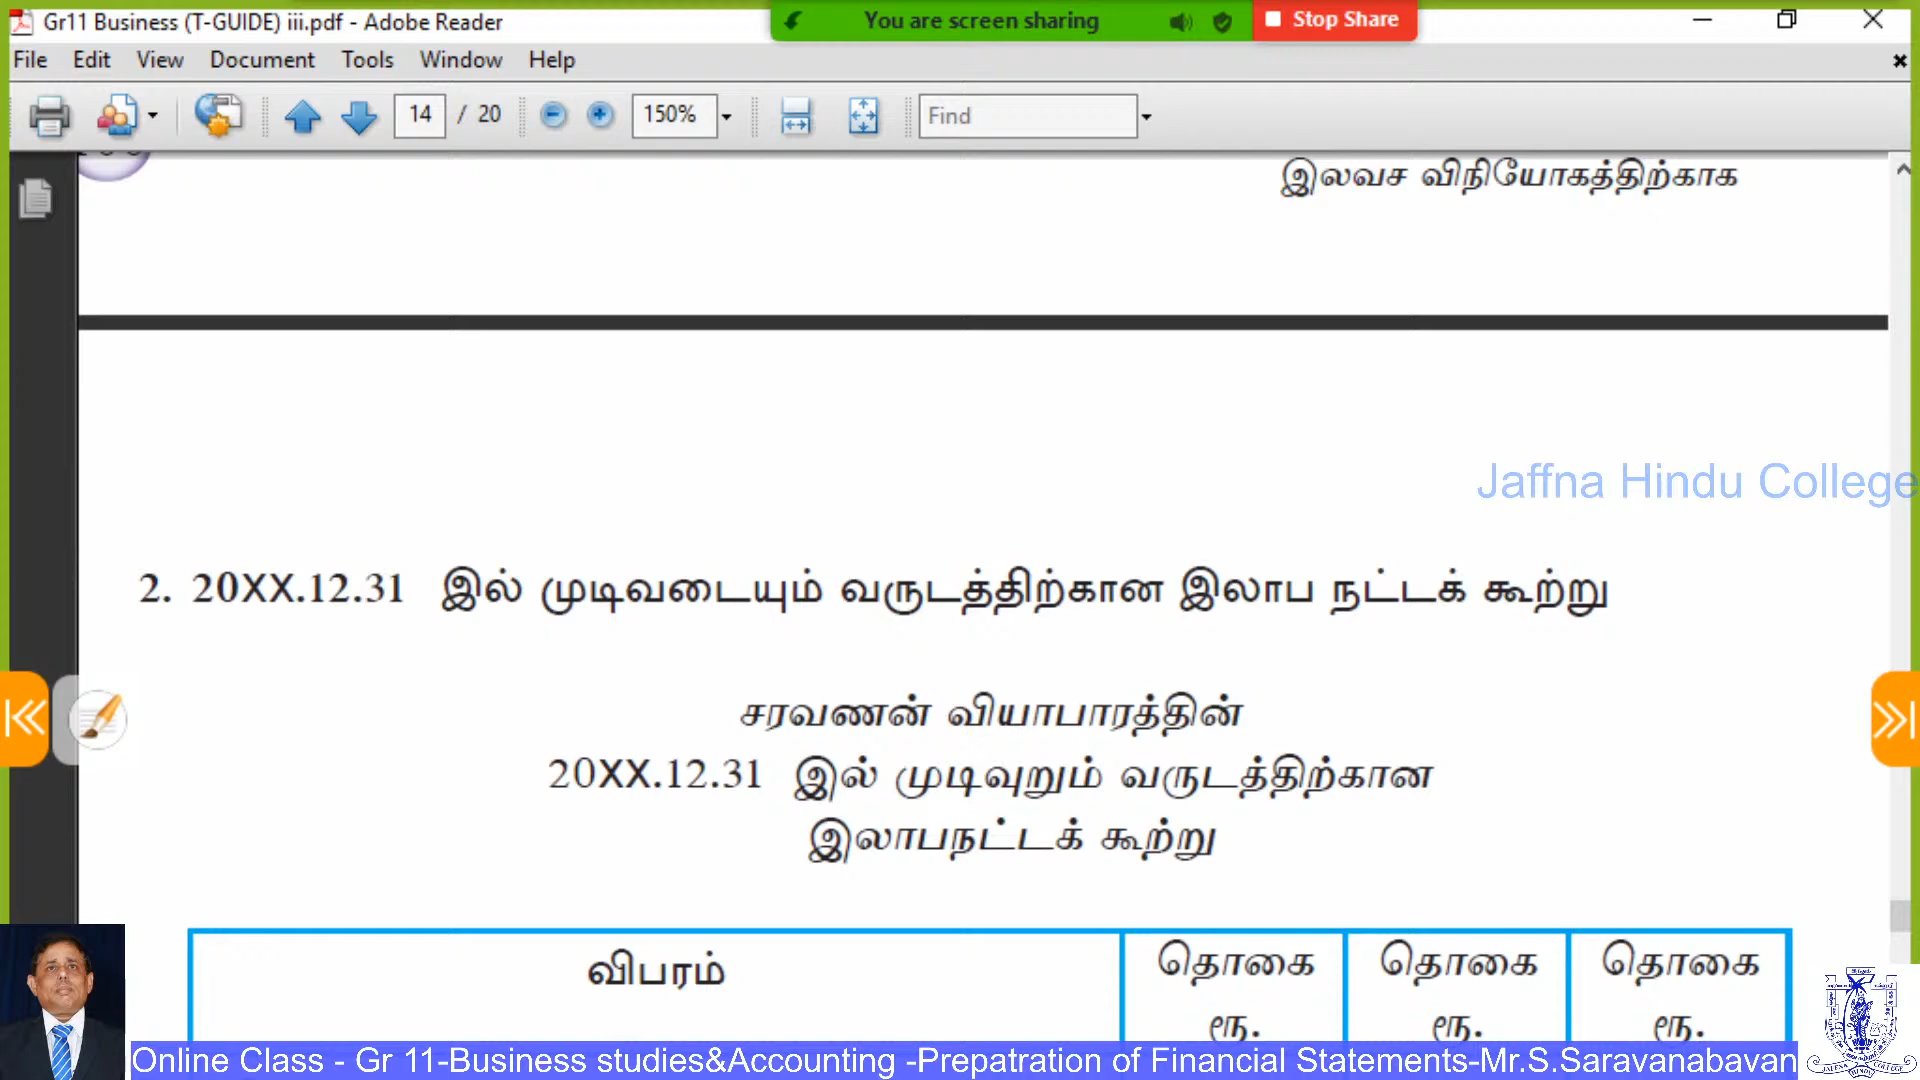 Gr11 Business (T-GUIDE) iii.pdf - Adobe Reader
You are screen sharing
Stop Share
File Edit View Document Tools Window Help
14 / 20 150% Find
இலவச விநியோகத்திற்காக
Jaffna Hindu College
2. 20XX.12.31 இல் முடிவடையும் வருடத்திற்கான இலாப நட்டக் கூற்று
சரவணன் வியாபாரத்தின்
20XX.12.31 இல் முடிவுறும் வருடத்திற்கான
இலாபநட்டக் கூற்று
விபரம் தொகை தொகை தொகை
ரூ. ரூ. ரூ.
Online Class - Gr 11-Business studies&Accounting -Prepatration of Financial Statements-Mr.S.Saravanabavan